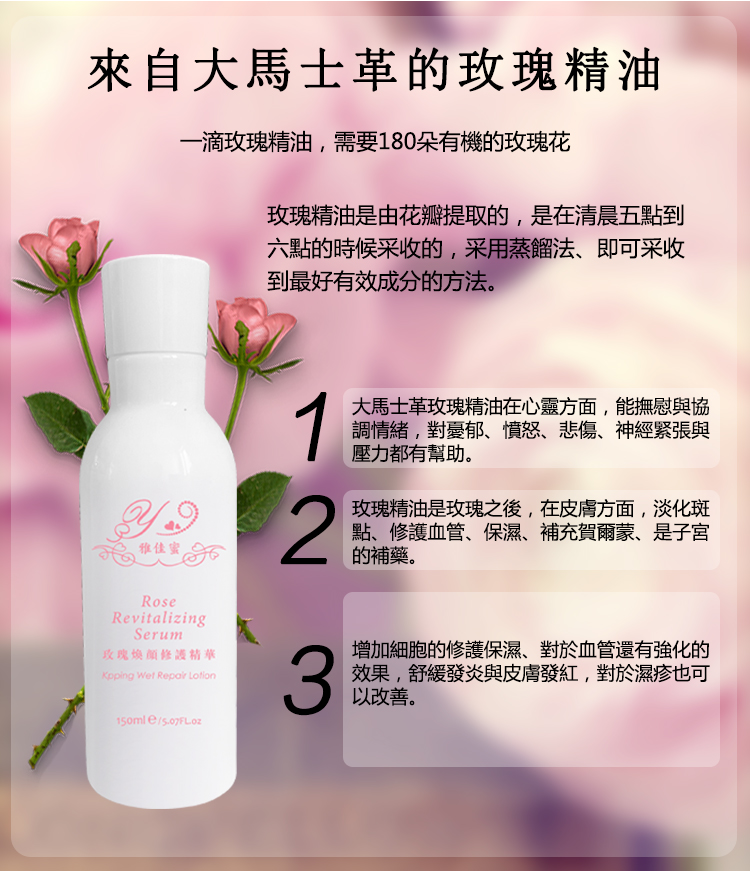 來自大馬士革的玫瑰精油
一滴玫瑰精油，需要180朵有機的玫瑰花
玫瑰精油是由花瓣提取的，是在清晨五點到
六點的時候采收的，采用蒸餾法、即可采收
到最好有效成分的方法。
1
大馬士革玫瑰精油在心靈方面，能撫慰與協
調情緒，對憂郁、憤怒、悲傷、神經緊張與
壓力都有幫助。
2
玫瑰精油是玫瑰之後，在皮膚方面，淡化斑
點、修護血管、保濕、補充賀爾蒙、是子宮
的補藥。
3
增加細胞的修護保濕、對於血管還有強化的
效果，舒緩發炎與皮膚發紅，對於濕疹也可
以改善。
雅佳蜜
Rose
Revitalizing
Serum
玫瑰煥顏修護精華
Kpping Wet Repair Lotion
150ml e/5.07FL.oz